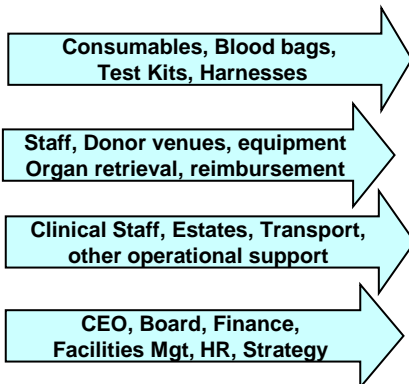 Consumables, Blood bags,
Test Kits, Harnesses
Staff, Donor venues, equipment
Organ retrieval, reimbursement
Clinical Staff, Estates, Transport,
other operational support
CEO, Board, Finance,
Facilities Mgt, HR, Strategy